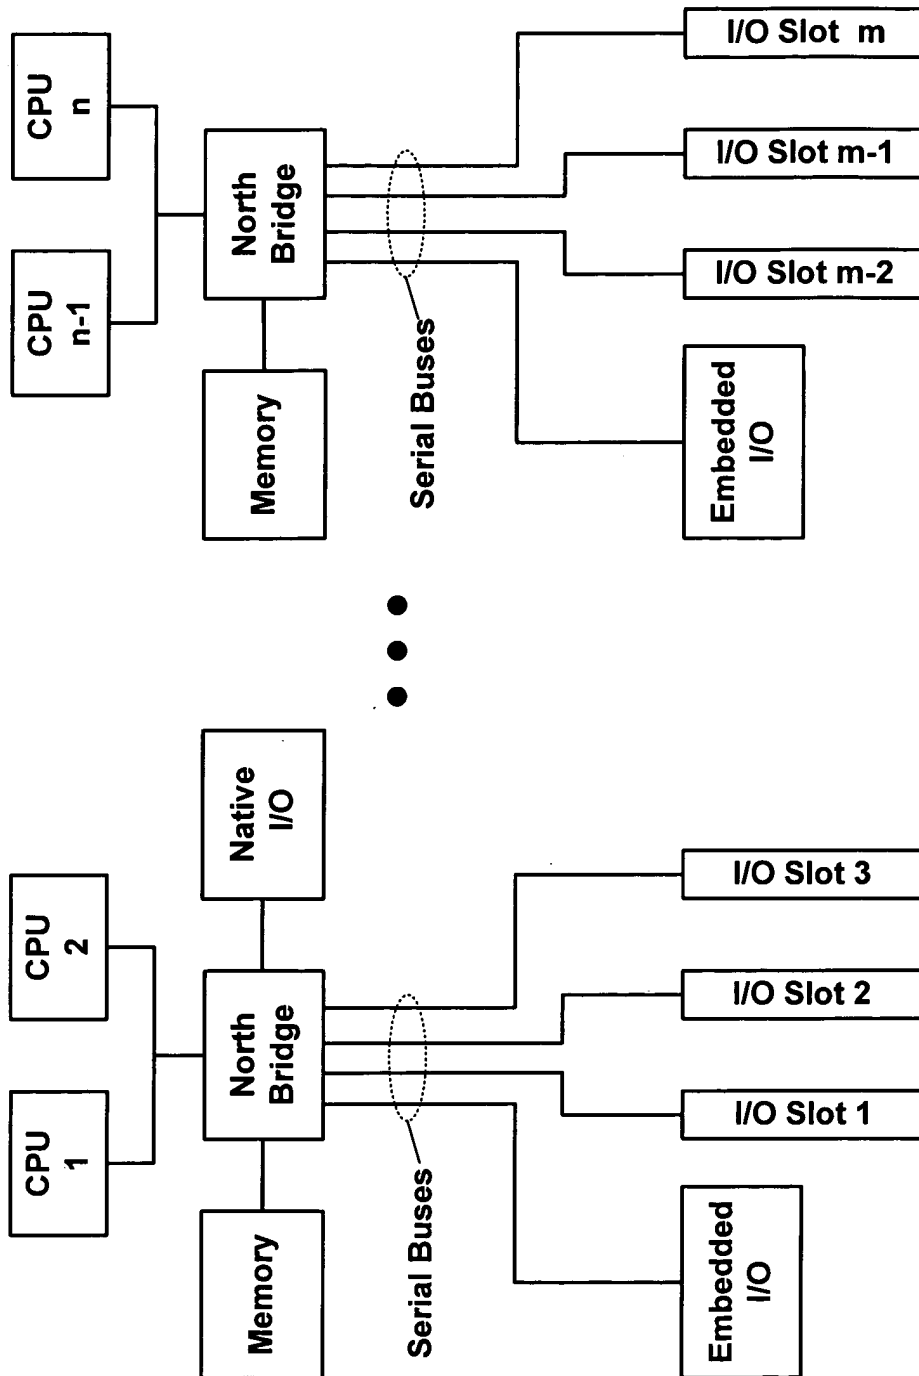 CPU
1
CPU
2
Memory
North
Bridge
Native
I/O
Serial Buses
Embedded
I/O
I/O Slot 1
I/O Slot 2
I/O Slot 3
CPU
n-1
CPU
n
Memory
North
Bridge
Serial Buses
Embedded
I/O
I/O Slot m-2
I/O Slot m-1
I/O Slot m